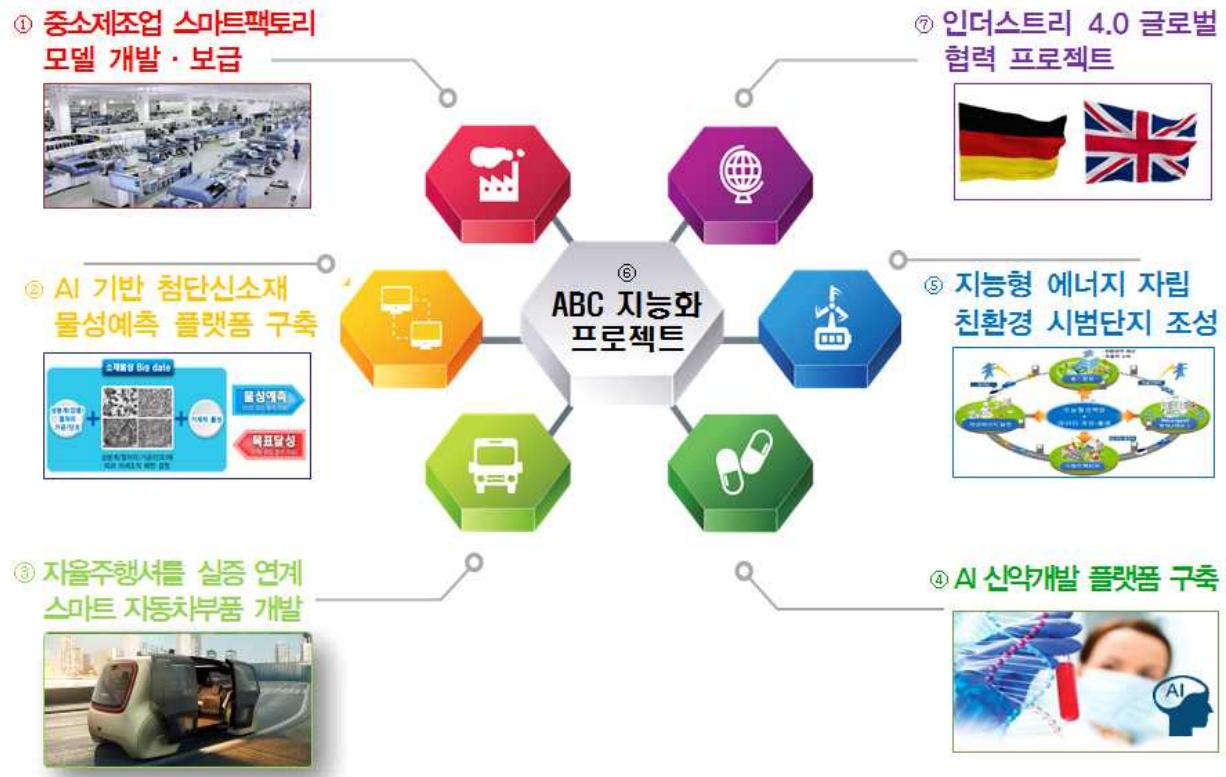 ① 중소제조업 스마트팩토리
모델 개발 · 보급
② AI 기반 첨단신소재
물성예측 플랫폼 구축
소재물성 Big date
물성예측
목표달성
③ 자율주행셔틀 실증 연계
스마트 자동차부품 개발
⑥
ABC 지능화
프로젝트
⑦ 인더스트리 4.0 글로벌
협력 프로젝트
⑤ 지능형 에너지 자립
친환경 시범단지 조성
④ AI 신약개발 플랫폼 구축
AI